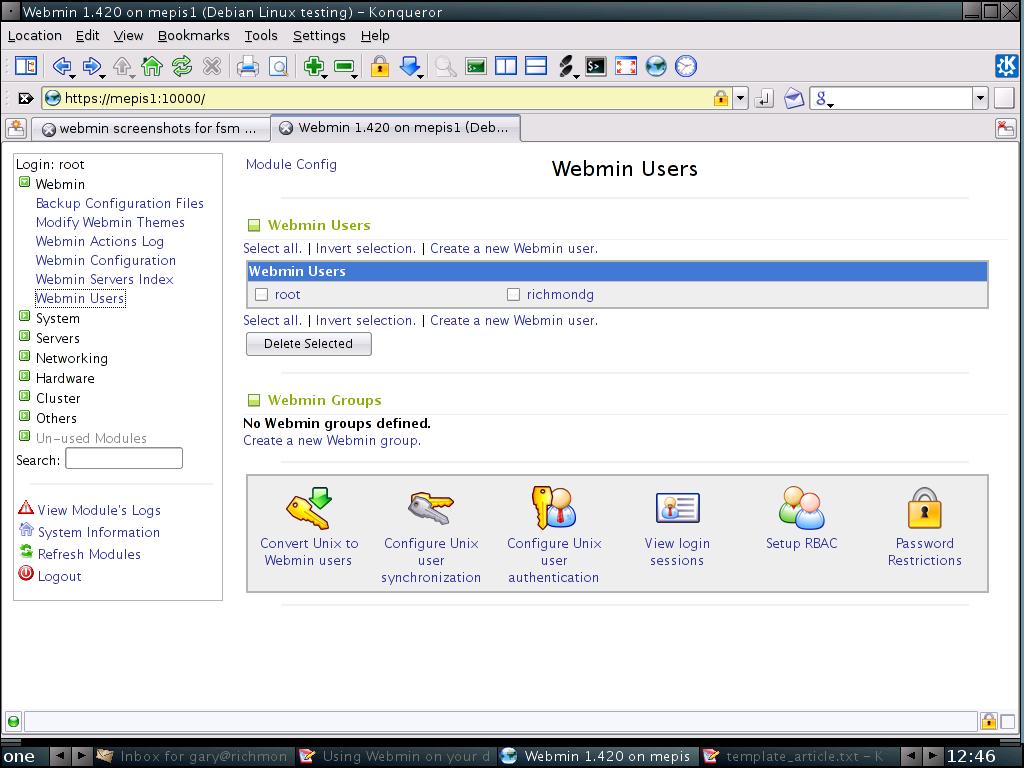 Webmin 1.420 on mepis1 (Debian Linux testing) - Konqueror
Location Edit View Bookmarks Tools Settings Help
https://mepis1:10000/
webmin screenshots for fsm ... Webmin 1.420 on mepis1 (Deb...
Login: root
Webmin
Backup Configuration Files
Modify Webmin Themes
Webmin Actions Log
Webmin Configuration
Webmin Servers Index
Webmin Users
System
Servers
Networking
Hardware
Cluster
Others
Un-used Modules
Search:
View Module's Logs
System Information
Refresh Modules
Logout
Module Config
Webmin Users
Webmin Users
Select all. | Invert selection. | Create a new Webmin user.
Webmin Users
root richmondg
Select all. | Invert selection. | Create a new Webmin user.
Delete Selected
Webmin Groups
No Webmin groups defined.
Create a new Webmin group.
Convert Unix to
Webmin users
Configure Unix
user
synchronization
Configure Unix
user
authentication
View login
sessions
Setup RBAC
Password
Restrictions
one Inbox for gary@richmon Using Webmin on your d Webmin 1.420 on mepis template_article.txt - K 12:46